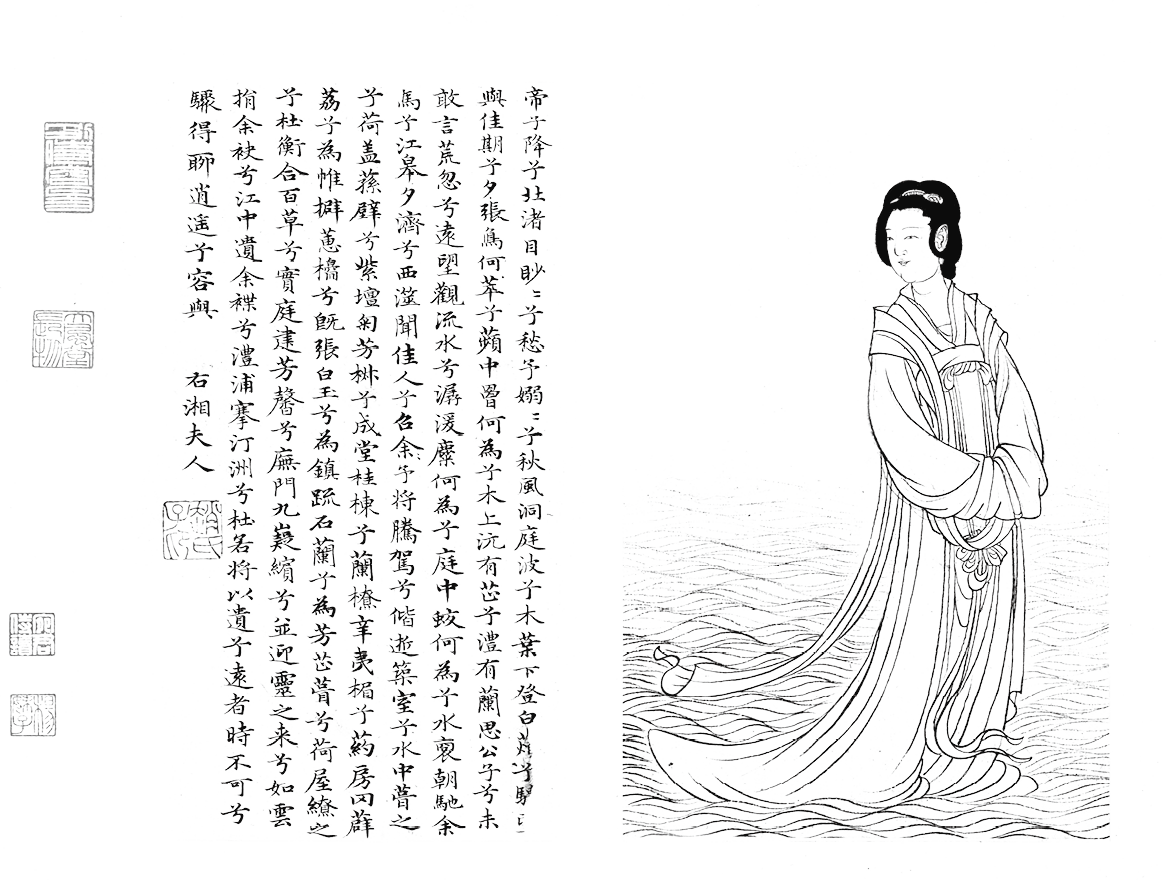 帝子降兮北渚目眇〻兮愁予嫋〻兮秋風洞庭波兮木葉下登白薠兮騁
與佳期兮夕張鳥何萃兮蘋中罾何為兮木上沅有芷兮澧有蘭思公子兮未
敢言荒忽兮遠望觀流水兮潺湲麋何為兮庭中蛟何為兮水裔朝馳余
馬兮江皋夕濟兮西澨聞佳人兮召余予将騰駕兮偕逝築室兮水中葺之
兮荷盖蓀壁兮紫壇匊芳椒兮成堂桂棟兮蘭橑辛夷楣兮葯房罔薜
荔兮為帷擗蕙櫋兮既張白玉兮為鎮疏石蘭兮為芳芷葺兮荷屋繚之
兮杜衡合百草兮實庭建芳馨兮廡門九嶷繽兮並迎靈之来兮如雲
捐余袂兮江中遺余褋兮澧浦搴汀洲兮杜若将以遺兮遠者時不可兮
驟得聊逍遥兮容與 右湘夫人
趙氏子昂